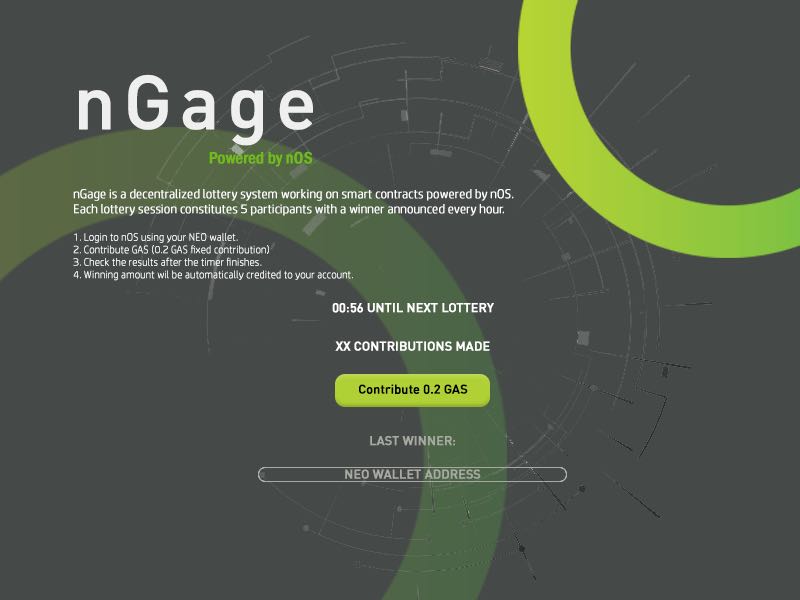 nGage
Powered by nOS
nGage is a decentralized lottery system working on smart contracts powered by nOS.
Each lottery session constitutes 5 participants with a winner announced every hour.
1. Login to nOS using your NEO wallet.
2. Contribute GAS (0.2 GAS fixed contribution)
3. Check the results after the timer finishes.
4. Winning amount wil be automatically credited to your account.
00:56 UNTIL NEXT LOTTERY
XX CONTRIBUTIONS MADE
Contribute 0.2 GAS
LAST WINNER:
NEO WALLET ADDRESS